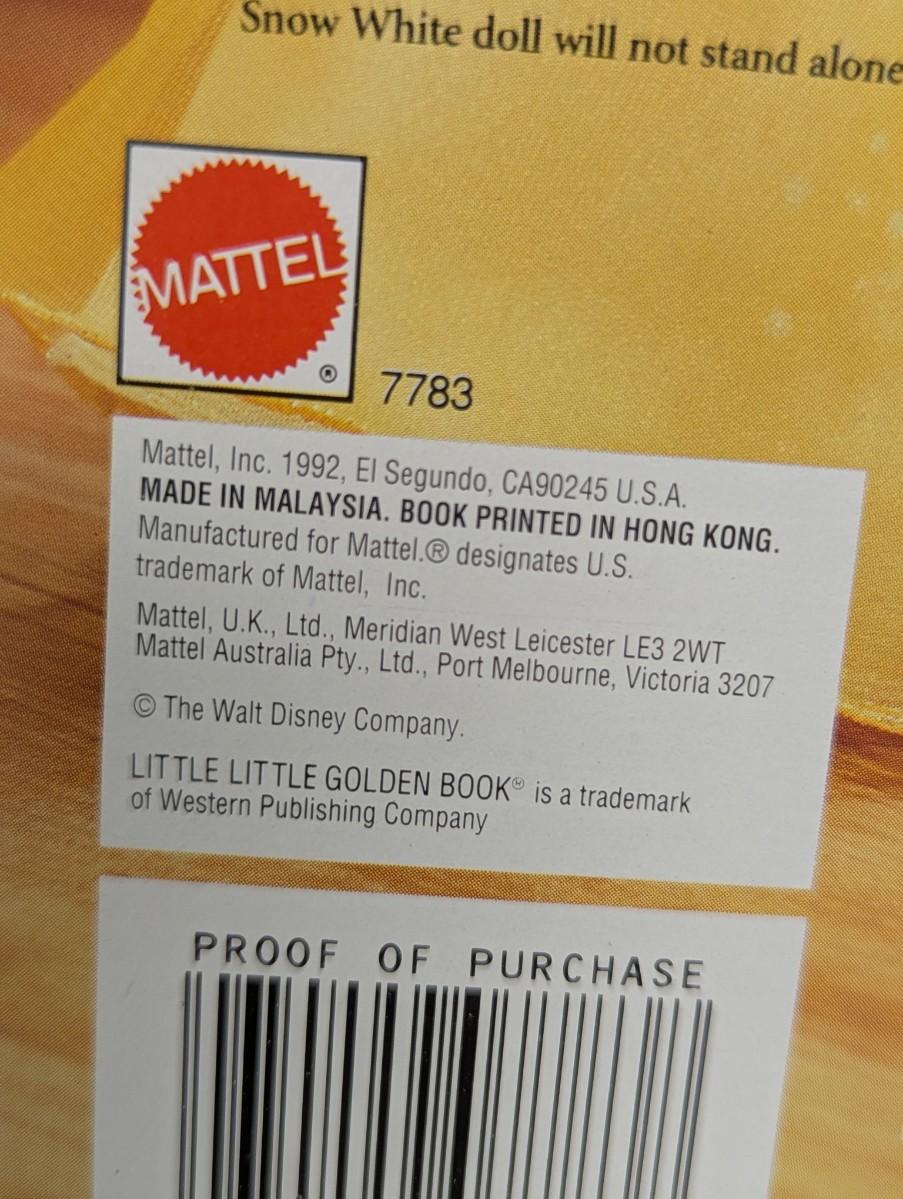 Snow White doll will not stand alone
MATTEL
®
7783
Mattel, Inc. 1992, El Segundo, CA90245 U.S.A.
MADE IN MALAYSIA. BOOK PRINTED IN HONG KONG.
Manufactured for Mattel.® designates U.S.
trademark of Mattel, Inc.
Mattel, U.K., Ltd., Meridian West Leicester LE3 2WT
Mattel Australia Pty., Ltd., Port Melbourne, Victoria 3207
© The Walt Disney Company.
LITTLE LITTLE GOLDEN BOOK® is a trademark
of Western Publishing Company
PROOF OF PURCHASE